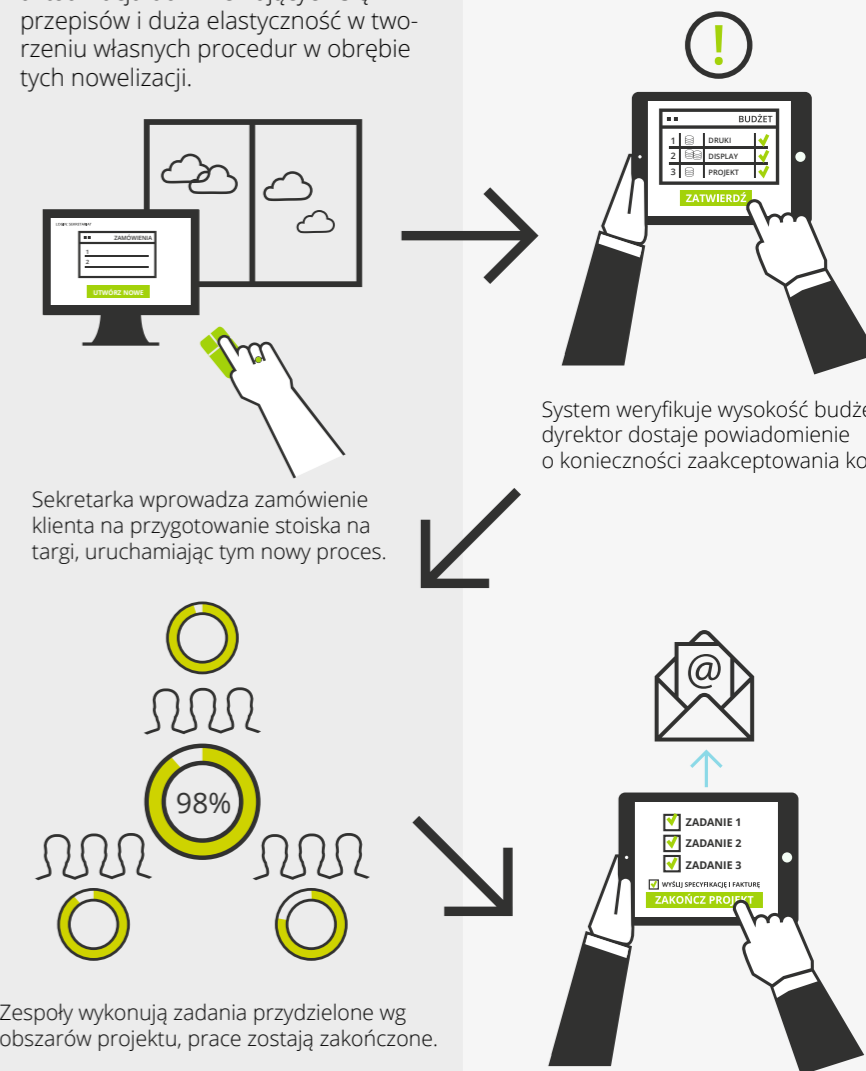 przepisów i duża elastyczność w two-
rzeniu własnych procedur w obrębie
tych nowelizacji.
ZAMÓWIENIA
1
2
UTWÓRZ NOWE
Sekretarka wprowadza zamówienie
klienta na przygotowanie stoiska na
targi, uruchamiając tym nowy proces.
!
BUDŻET
1 DRUKI
2 DISPLAY
3 PROJEKT
ZATWIERDŹ
System weryfikuje wysokość
dyrektor dostaje powiadomienie
o konieczności zaakceptowania
98%
Zespoły wykonują zadania przydzielone wg
obszarów projektu, prace zostają zakończone.
@
ZADANIE 1
ZADANIE 2
ZADANIE 3
WYŚLIJ SPECYFIKACJĘ I FAKTURĘ
ZAKOŃCZ PROJEKT